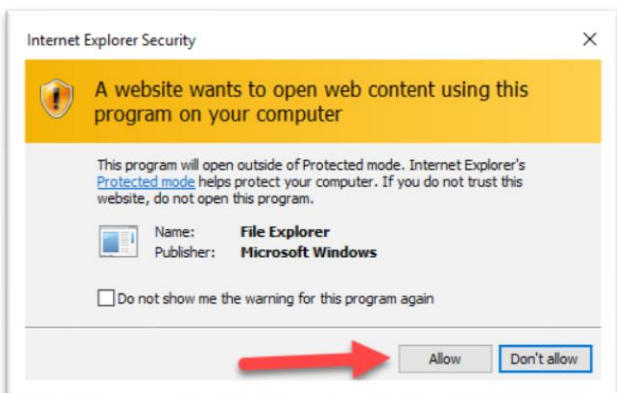 Internet Explorer Security
A website wants to open web content using this
program on your computer
This program will open outside of Protected mode. Internet Explorer's
Protected mode helps protect your computer. If you do not trust this
website, do not open this program.
Name: File Explorer
Publisher: Microsoft Windows
Do not show me the warning for this program again
Allow Don't allow